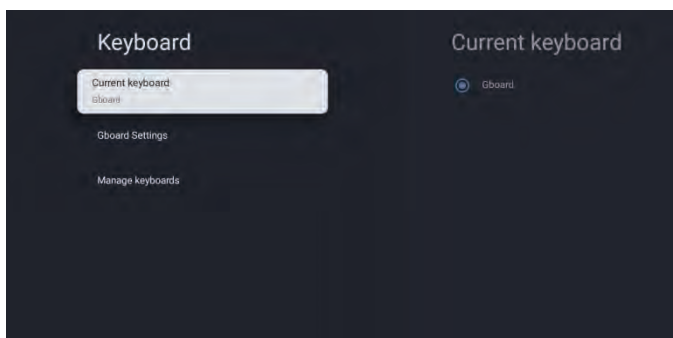 Keyboard
Current keyboard
Gboard
Gboard Settings
Manage keyboards
Current keyboard
Gboard